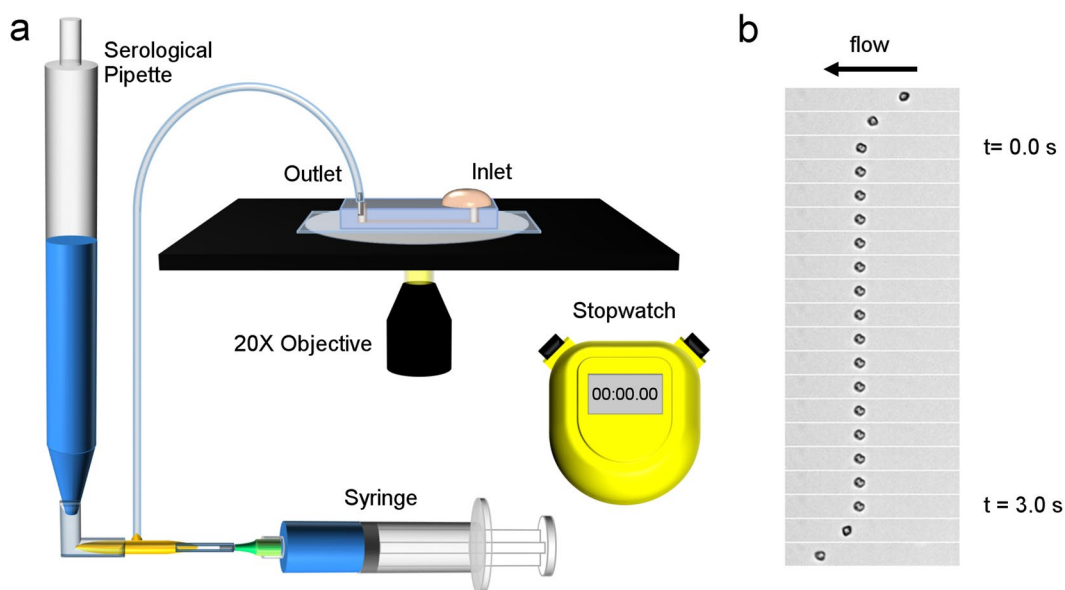 a
Serological
Pipette
Outlet
Inlet
20X Objective
Stopwatch
00:00.00
Syringe
b
flow
t= 0.0 s
t = 3.0 s